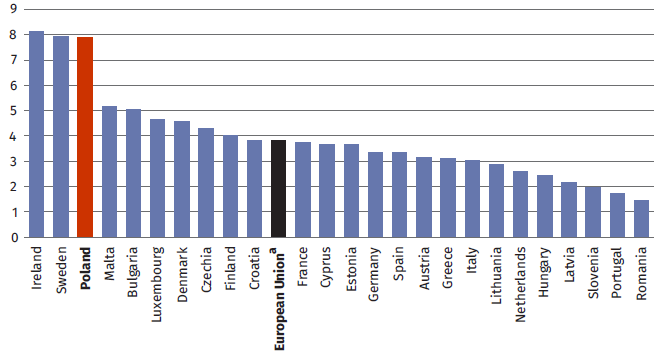 9
8
7
6
5
4
3
2
1
0
Ireland
Sweden
Poland
Malta
Bulgaria
Luxembourg
Denmark
Czechia
Finland
Croatia
European Unionᵃ
France
Cyprus
Estonia
Germany
Spain
Austria
Greece
Italy
Lithuania
Netherlands
Hungary
Latvia
Slovenia
Portugal
Romania